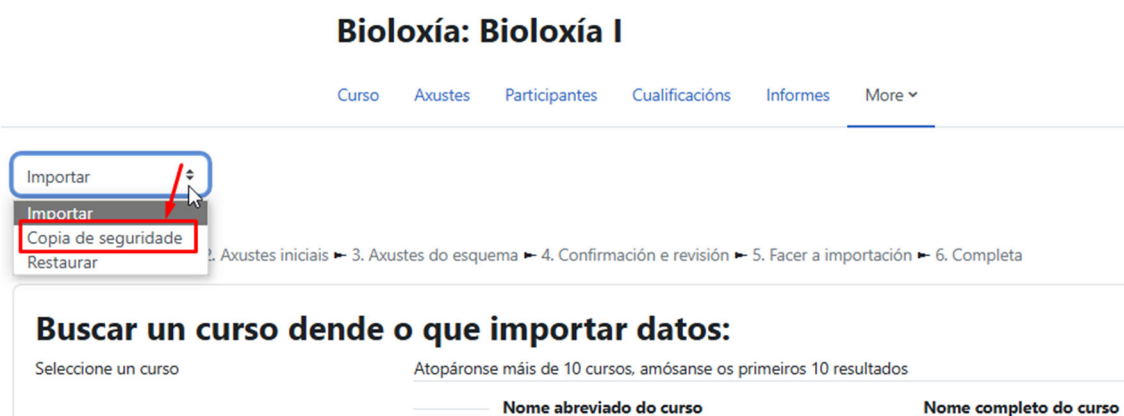 Bioloxía: Bioloxía I
Curso Axustes Participantes Cualificacións Informes More
Importar
Importar
Copia de seguridade
Restaurar
2. Axustes iniciais ► 3. Axustes do esquema ► 4. Confirmación e revisión ► 5. Facer a importación ► 6. Completa
Buscar un curso dende o que importar datos:
Seleccione un curso Atopáronse máis de 10 cursos, amósanse os primeiros 10 resultados
Nome abreviado do curso Nome completo do curso